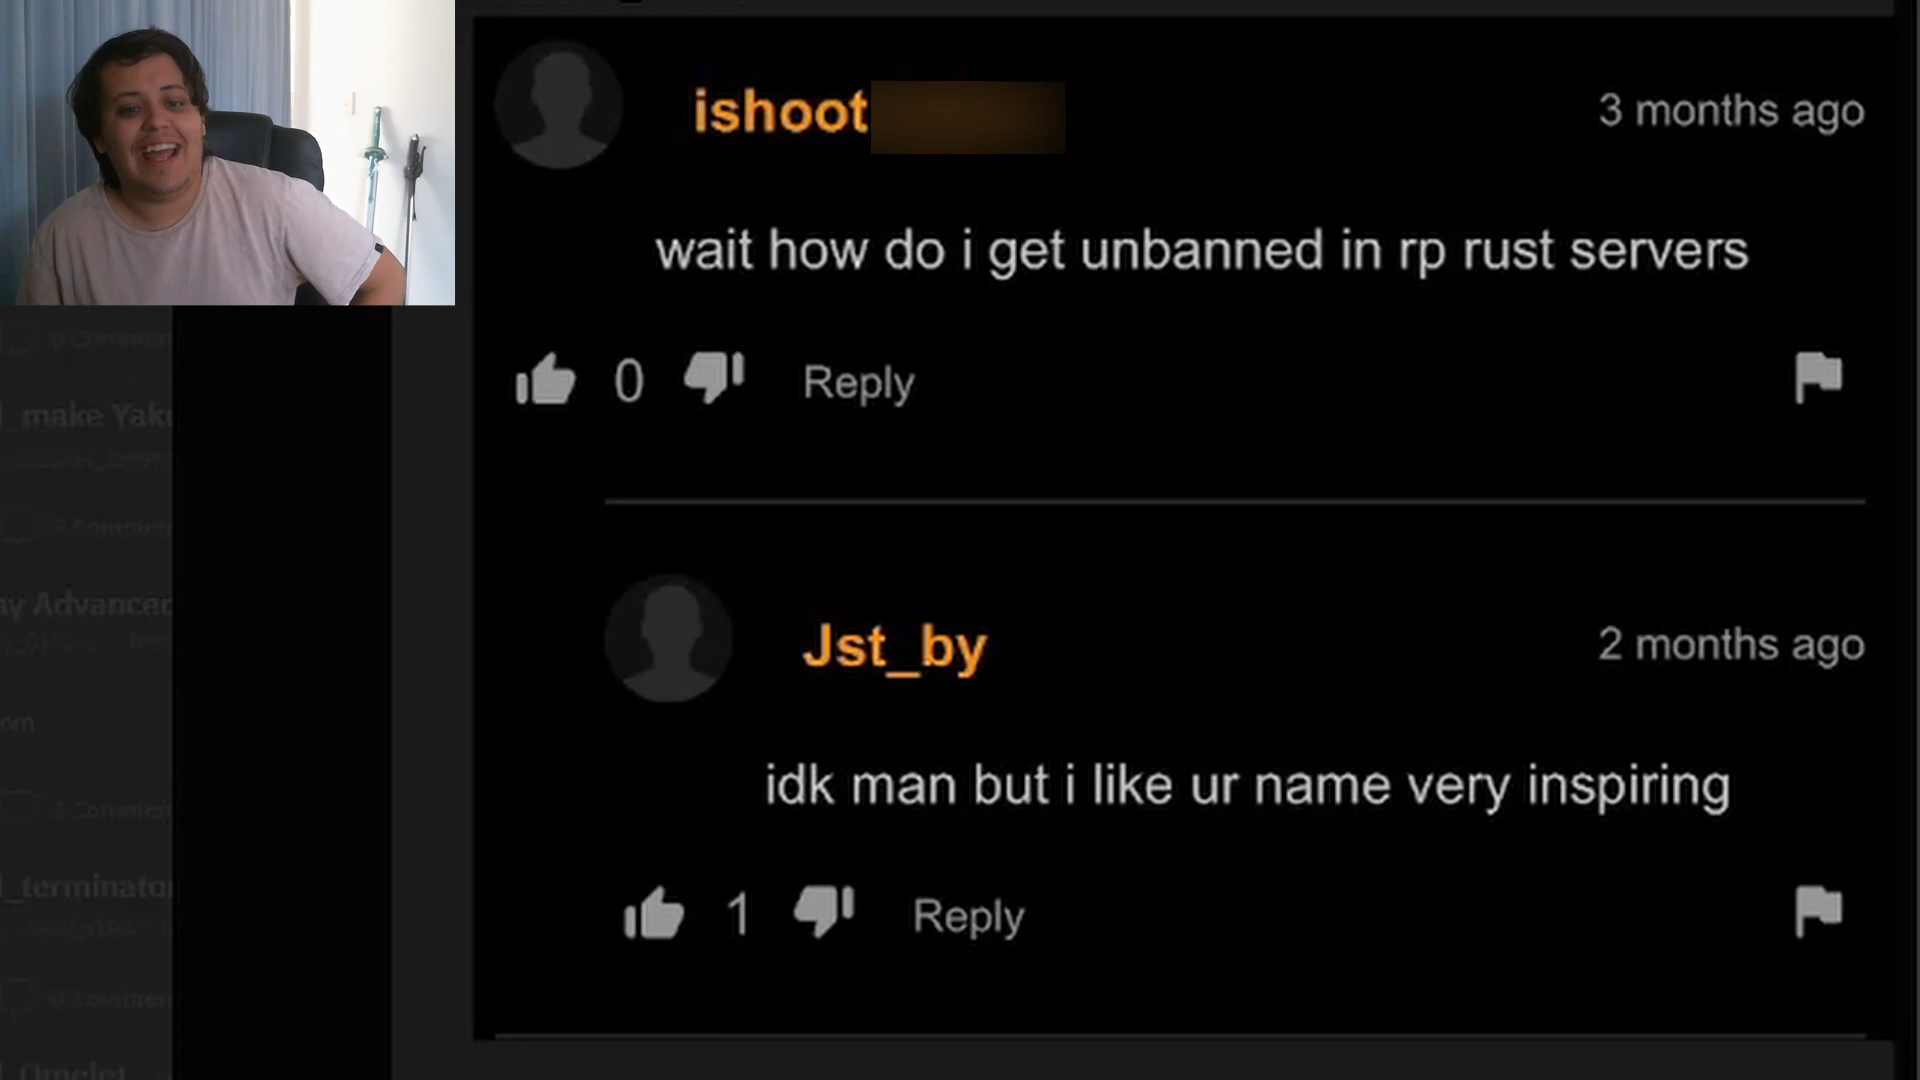 ishoot
3 months ago
wait how do i get unbanned in rp rust servers
0
Reply
Jst_by
2 months ago
idk man but i like ur name very inspiring
1
Reply
make Yak
Advanced
_terminator
Omelet